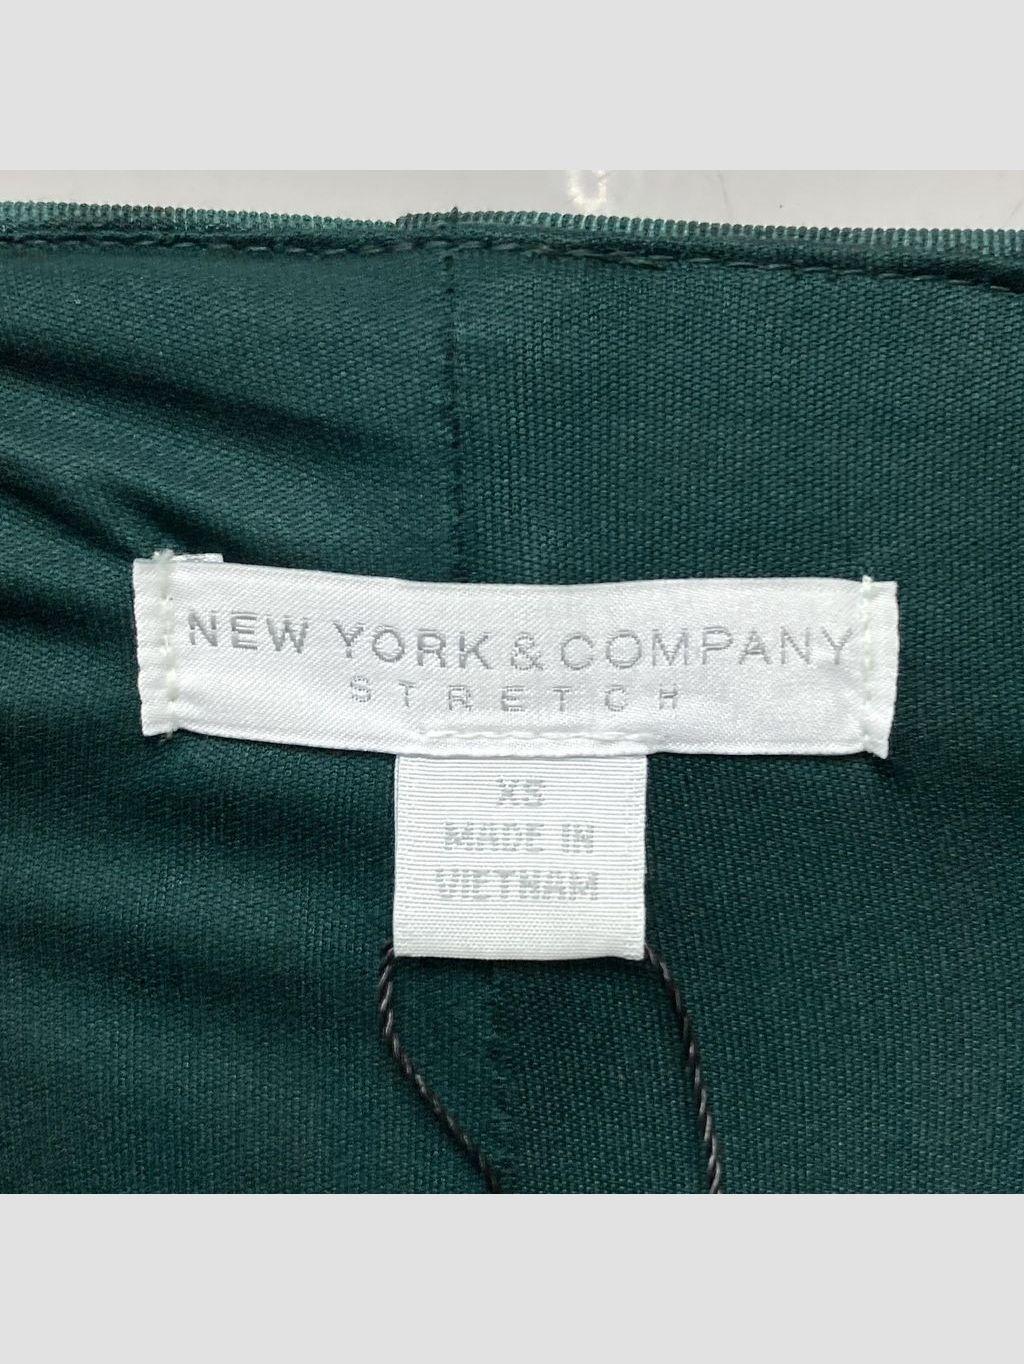 NEW YORK & COMPANY
STRETCH
XS
MADE IN
VIETNAM